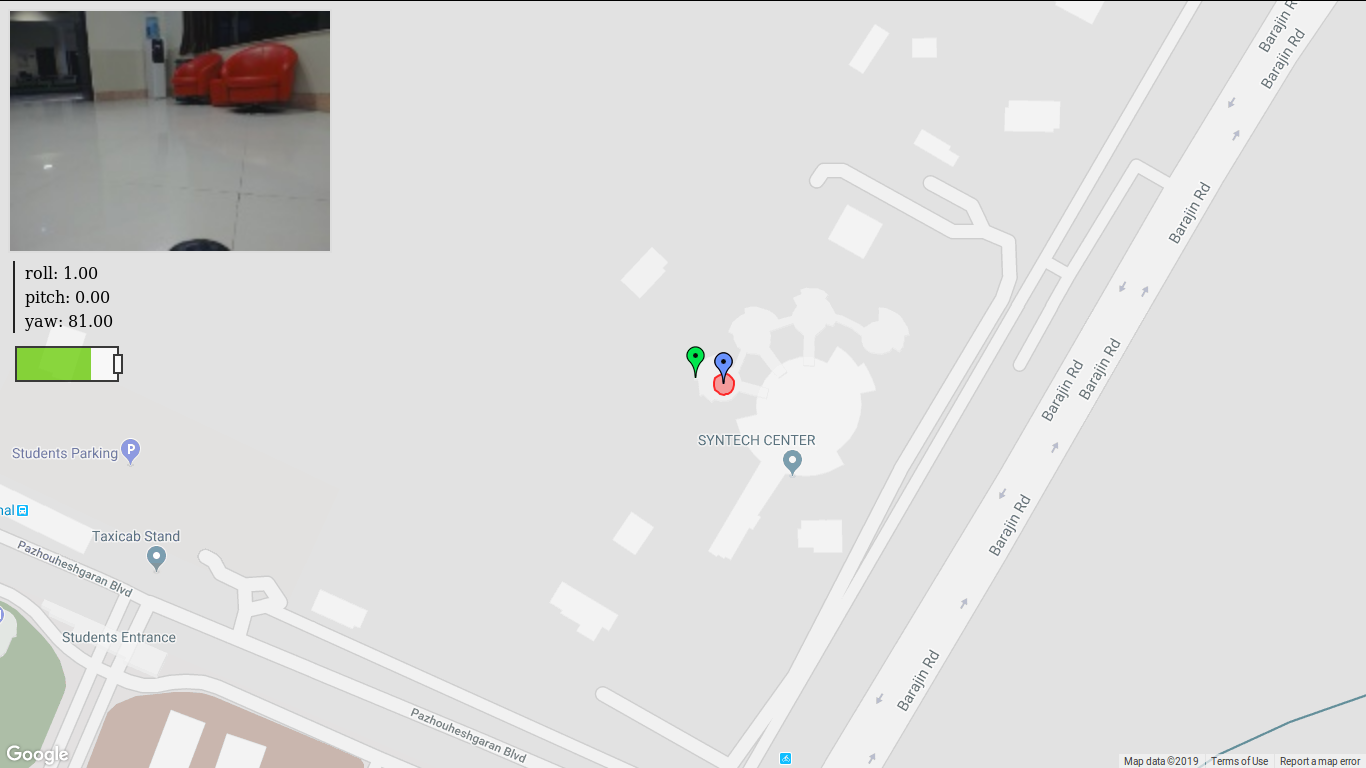 roll: 1.00
pitch: 0.00
yaw: 81.00
Barajin R
Barajin Rd
Barajin Rd
Barajin Rd
Barajin Rd
SYNTECH CENTER
Students Parking
P
nal
Taxicab Stand
Pazhouheshgaran Blvd
Barajin Rd
Students Entrance
Barajin Rd
Pazhouheshgaran Blvd
Google
Map data ©2019
Terms of Use
Report a map error